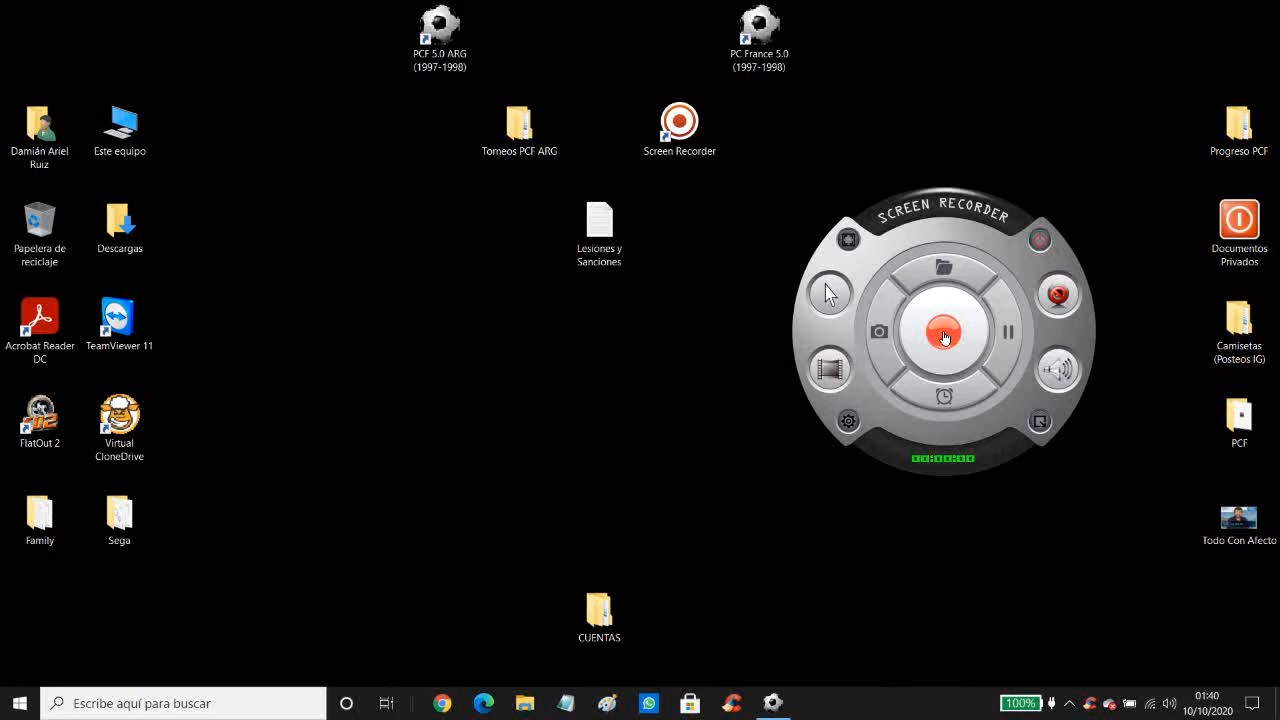 PCF 5.0 ARG
(1997-1998)
PC France 5.0
(1997-1998)
Damián Ariel
Ruiz
Este equipo
Torneos PCF ARG
Screen Recorder
Progreso PCF
SCREEN RECORDER
Papelera de
reciclaje
Descargas
Lesiones y
Sanciones
Documentos
Privados
Acrobat Reader
DC
TeamViewer 11
Camisetas
(Posteos IG)
FlatOut 2
Virtual
CloneDrive
PCF
00:00:00
Family
Sega
Todo Con Afecto
CUENTAS
Escribe aquí para buscar
100%
01:40
10/10/2020